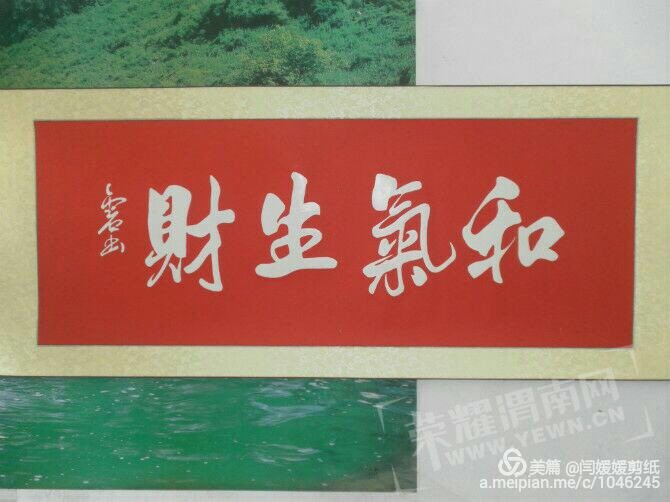 和氣生財
荣耀渭南网
WWW.YEWN.CN
美篇 @闫媛媛剪纸
a.meipian.me/c/1046245